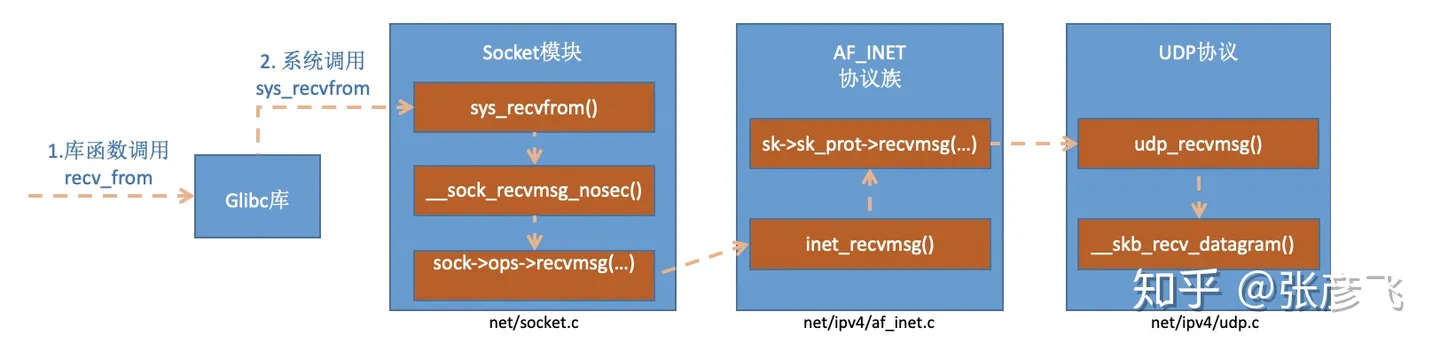 1.库函数调用
recv_from
Glibc库
2. 系统调用
sys_recvfrom
Socket模块
sys_recvfrom()
__sock_recvmsg_nosec()
sock->ops->recvmsg(...)
net/socket.c
AF_INET
协议族
sk->sk_prot->recvmsg(...)
inet_recvmsg()
net/ipv4/af_inet.c
UDP协议
udp_recvmsg()
__skb_recv_datagram()
net/ipv4/udp.c
知乎 @张彦飞